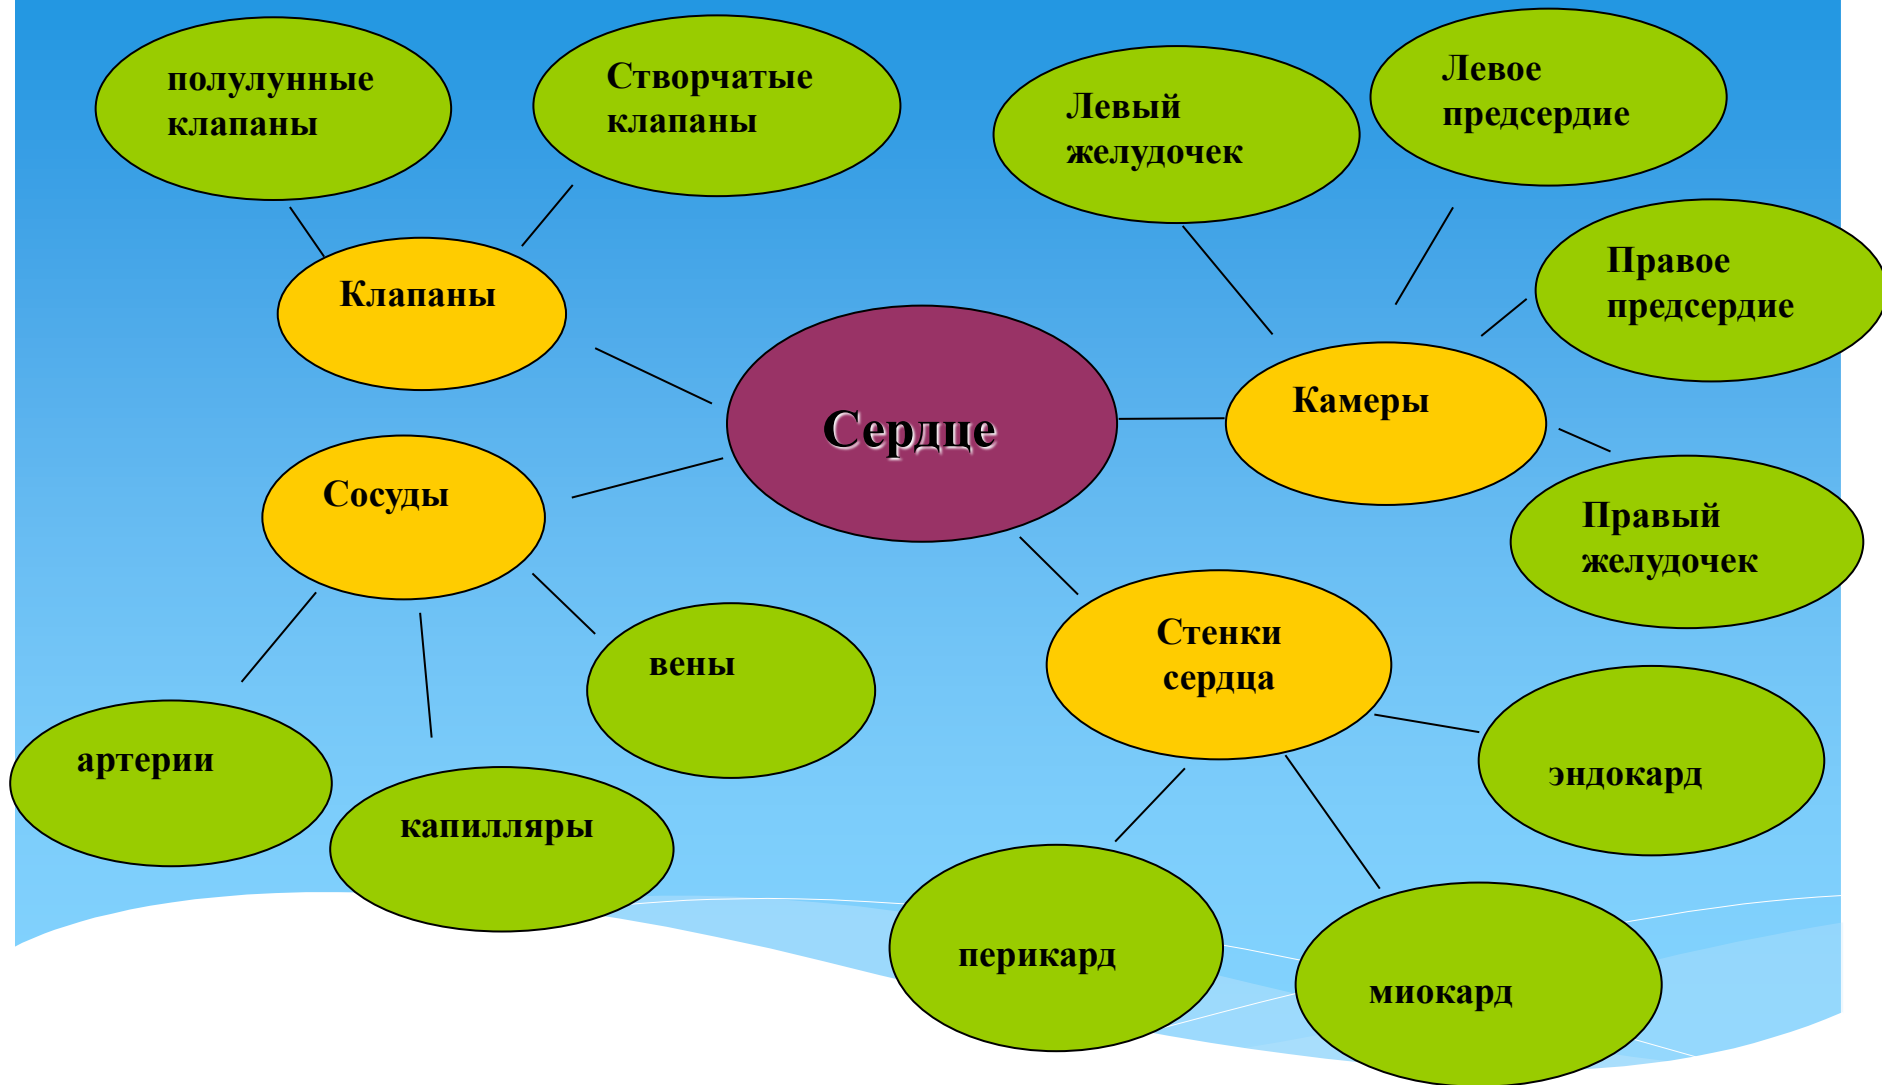 полулунные
клапаны
Створчатые
клапаны
Левый
желудочек
Левое
предсердие
Правое
предсердие
Клапаны
Сердце
Камеры
Сосуды
Правый
желудочек
Стенки
сердца
вены
артерии
капилляры
эндокард
перикард
миокард